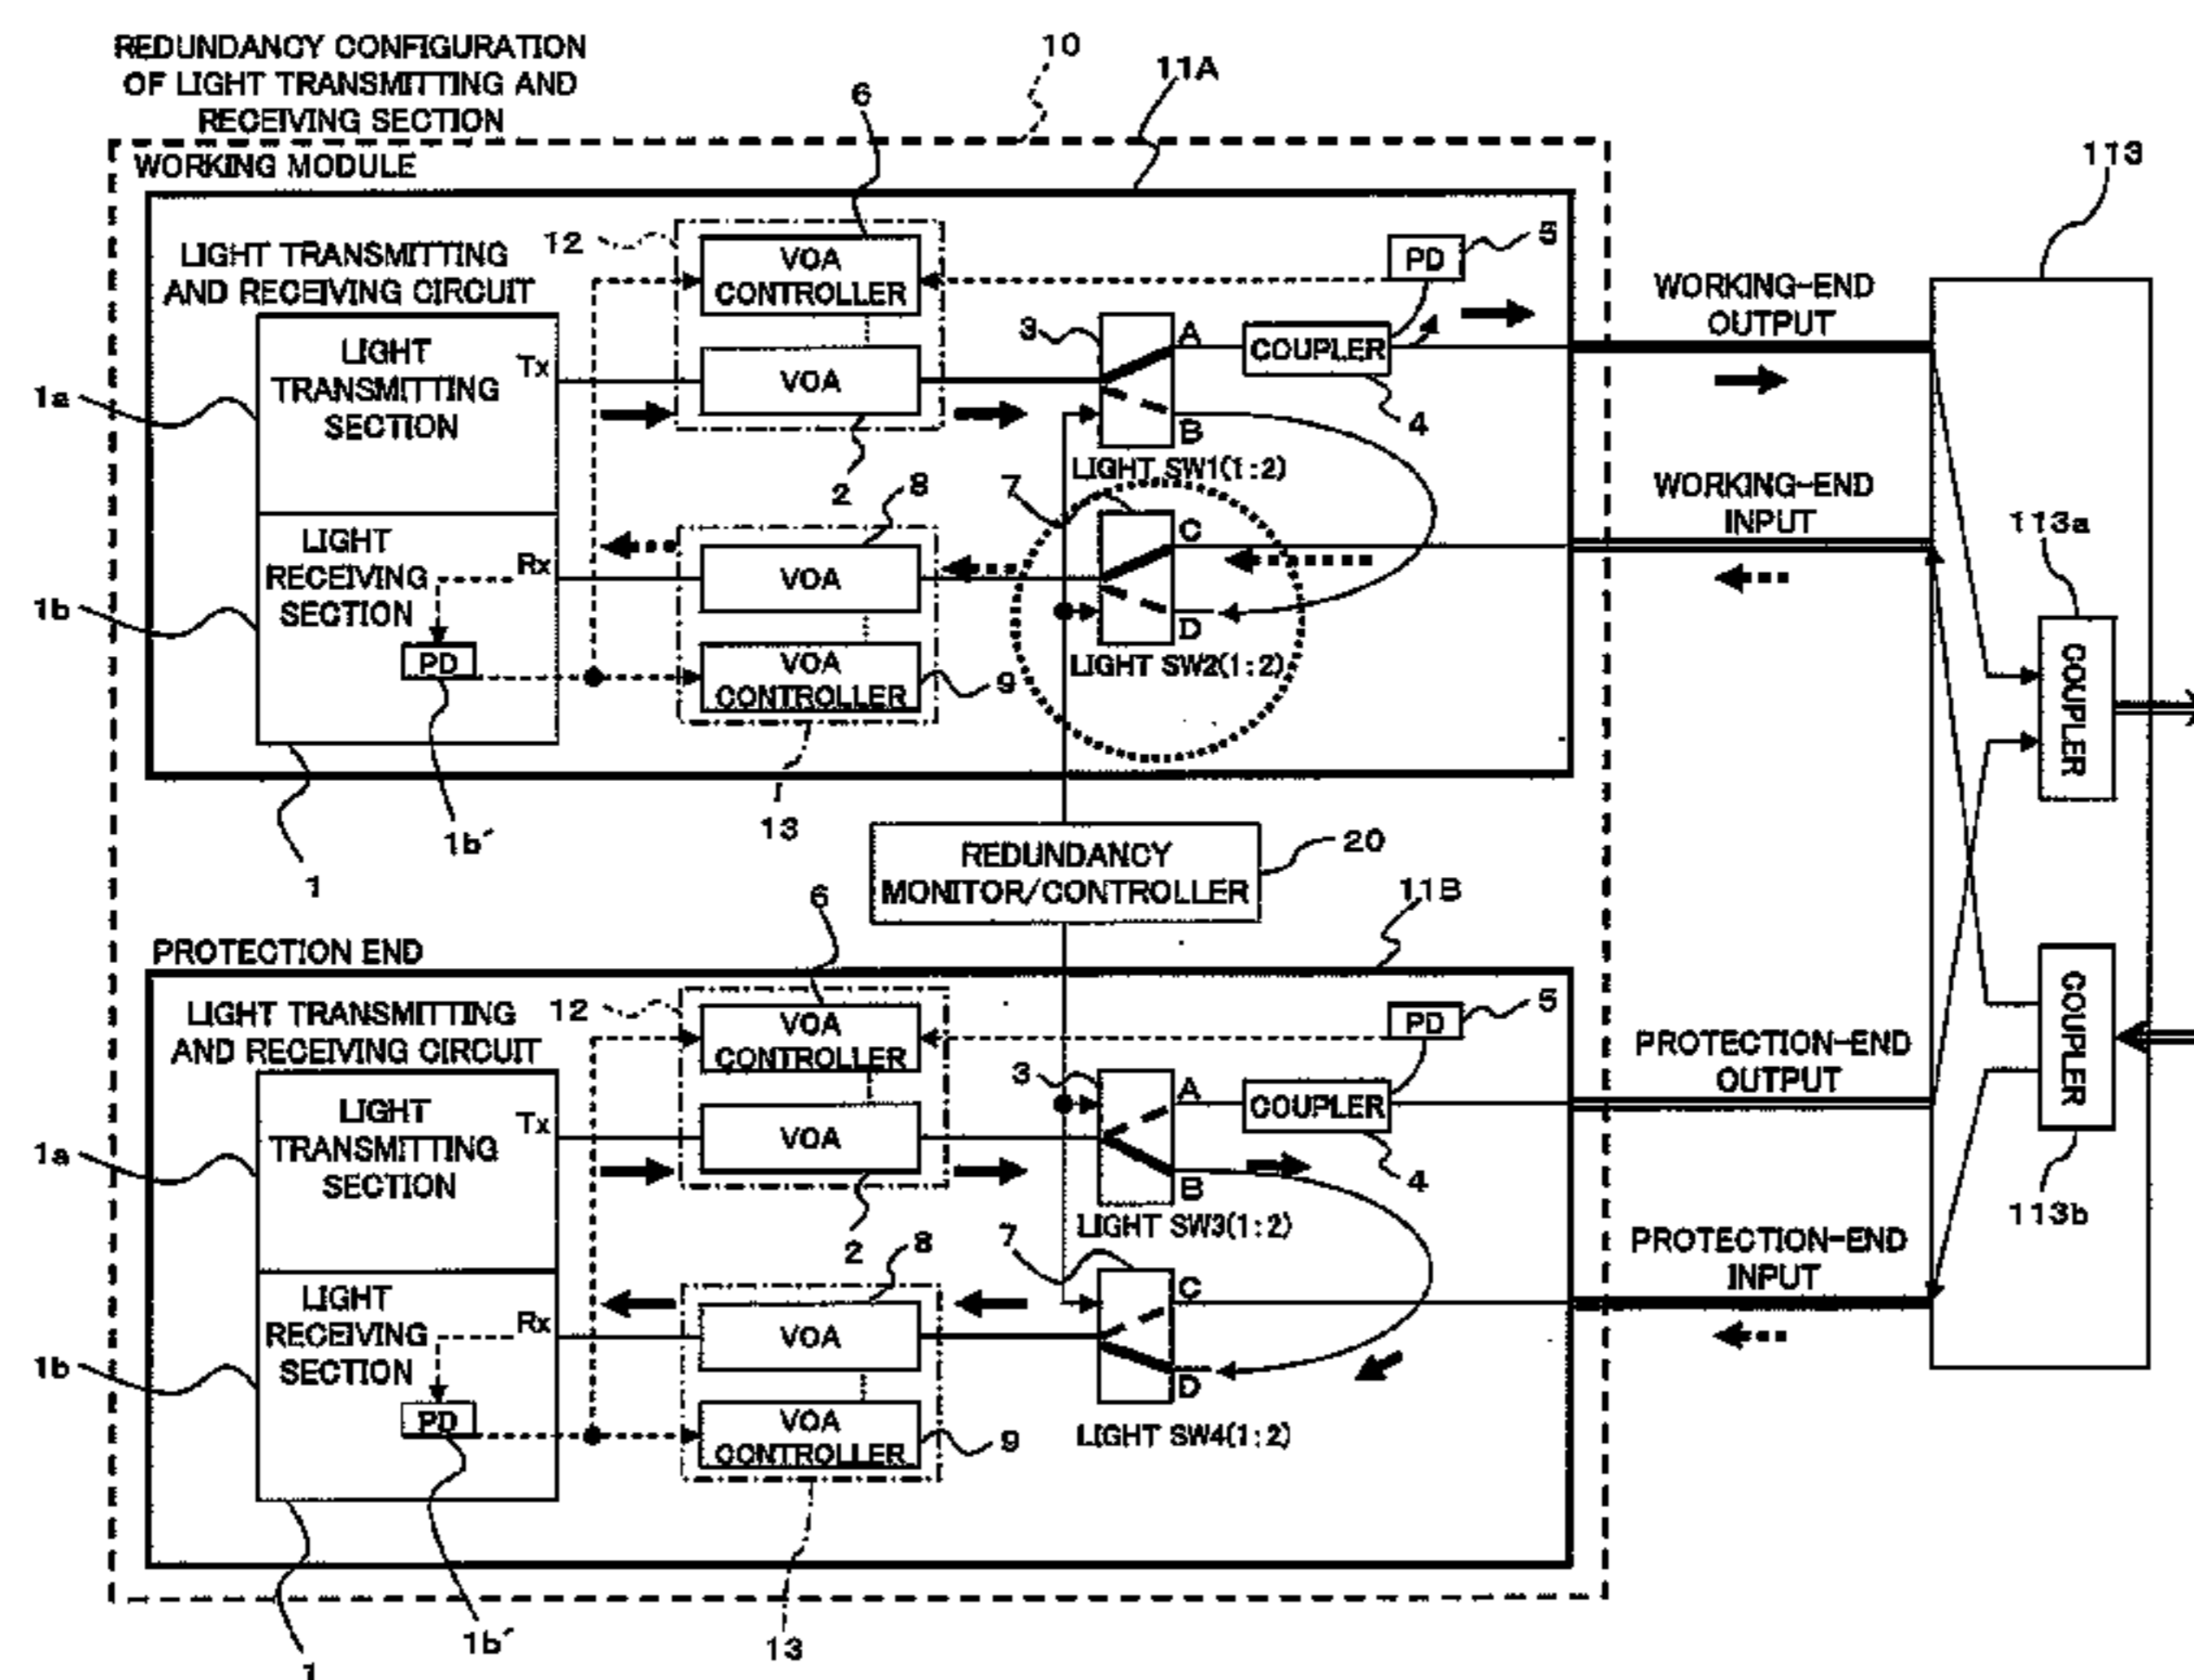 REDUNDANCY CONFIGURATION
OF LIGHT TRANSMITTING AND
RECEIVING SECTION
10
11A
6
113
WORKING MODULE
12
LIGHT TRANSMITTING
AND RECEIVING CIRCUIT
VOA
CONTROLLER
PD
5
WORKING-END
OUTPUT
3
A
COUPLER
LIGHT
TRANSMITTING
SECTION
Tx
VOA
1a
B
4
LIGHT SW1(1:2)
2
8
7
WORKING-END
INPUT
113a
C
LIGHT
RECEIVING
SECTION
Rx
VOA
1b
D
COUPLER
PD
VOA
CONTROLLER
LIGHT SW2(1:2)
9
1b´
13
1
REDUNDANCY
MONITOR/CONTROLLER
20
11B
6
PROTECTION END
12
LIGHT TRANSMITTING
AND RECEIVING CIRCUIT
VOA
CONTROLLER
PD
5
PROTECTION-END
OUTPUT
COUPLER
3
A
COUPLER
LIGHT
TRANSMITTING
SECTION
Tx
VOA
1a
B
4
113b
LIGHT SW3(1:2)
2
8
7
PROTECTION-END
INPUT
C
LIGHT
RECEIVING
SECTION
Rx
VOA
1b
D
PD
VOA
CONTROLLER
9
LIGHT SW4(1:2)
1b´
13
1